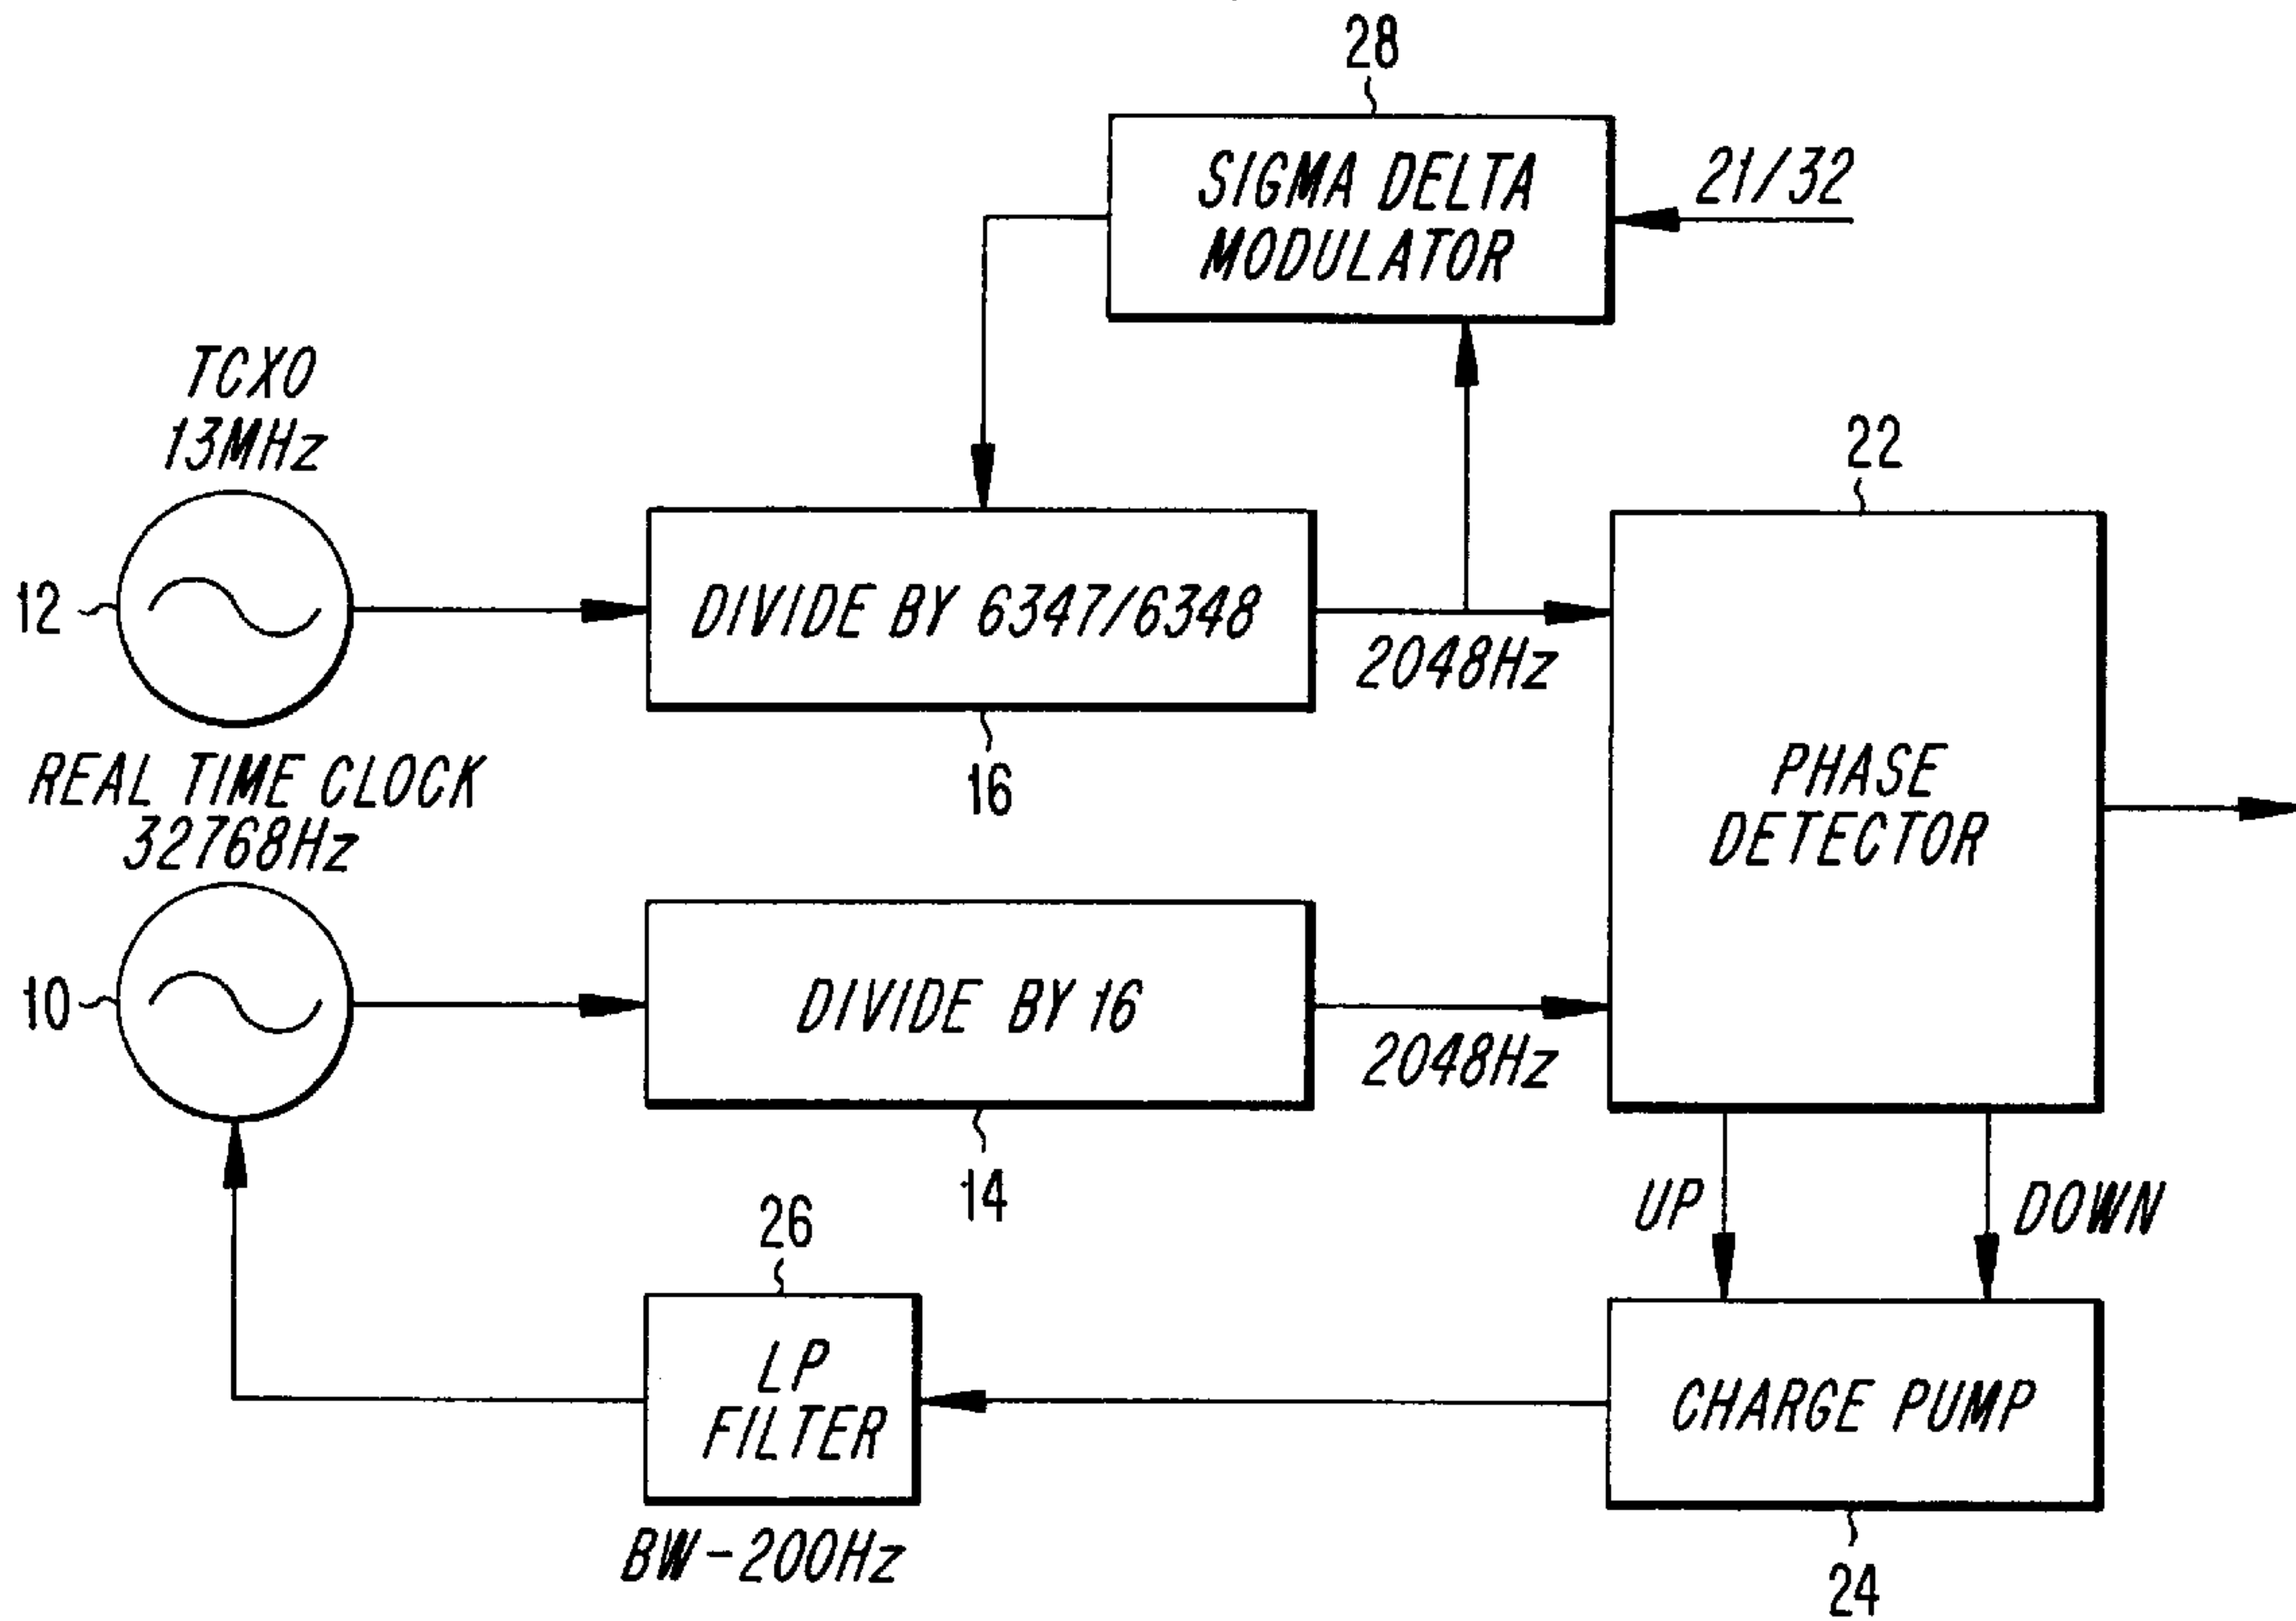 28
SIGMA DELTA
MODULATOR
21/32
TCXO
13MHz
22
12
DIVIDE BY 6347/6348
2048Hz
16
REAL TIME CLOCK
32768Hz
PHASE
DETECTOR
10
DIVIDE BY 16
2048Hz
14
UP
DOWN
26
LP
FILTER
CHARGE PUMP
BW-200Hz
24